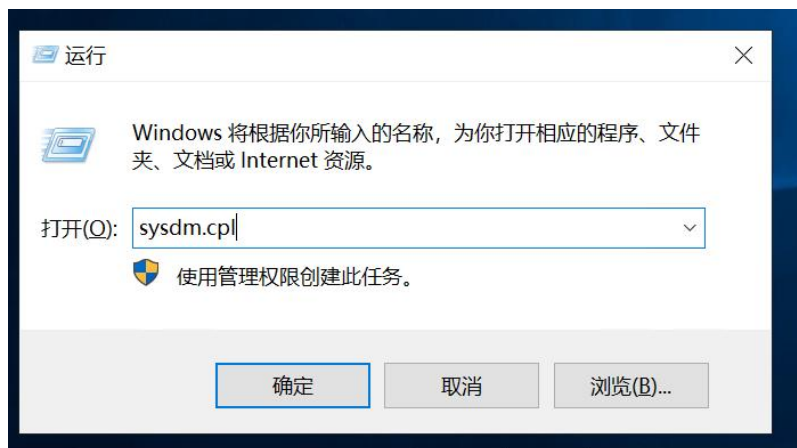 运行
Windows 将根据你所输入的名称，为你打开相应的程序、文件
夹、文档或 Internet 资源。
打开(O): sysdm.cpl
使用管理权限创建此任务。
确定 取消 浏览(B)...